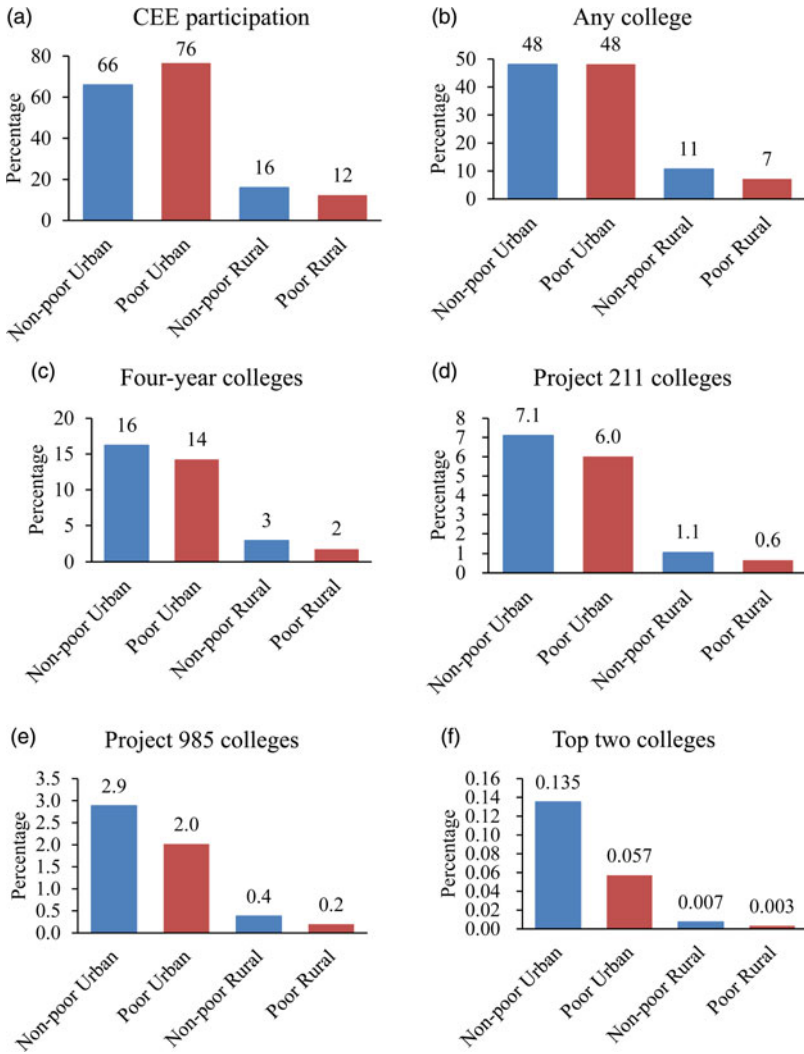 (a)
CEE participation
Percentage
80
60
40
20
0
66
76
16
12
Non-poor Urban
Poor Urban
Non-poor Rural
Poor Rural
(b)
Any college
Percentage
50
40
30
20
10
0
48
48
11
7
Non-poor Urban
Poor Urban
Non-poor Rural
Poor Rural
(c)
Four-year colleges
Percentage
20
15
10
5
0
16
14
3
2
Non-poor Urban
Poor Urban
Non-poor Rural
Poor Rural
(d)
Project 211 colleges
Percentage
8
7
6
5
4
3
2
1
0
7.1
6.0
1.1
0.6
Non-poor Urban
Poor Urban
Non-poor Rural
Poor Rural
(e)
Project 985 colleges
Percentage
3.5
3.0
2.5
2.0
1.5
1.0
0.5
0.0
2.9
2.0
0.4
0.2
Non-poor Urban
Poor Urban
Non-poor Rural
Poor Rural
(f)
Top two colleges
Percentage
0.16
0.14
0.12
0.10
0.08
0.06
0.04
0.02
0.00
0.135
0.057
0.007
0.003
Non-poor Urban
Poor Urban
Non-poor Rural
Poor Rural